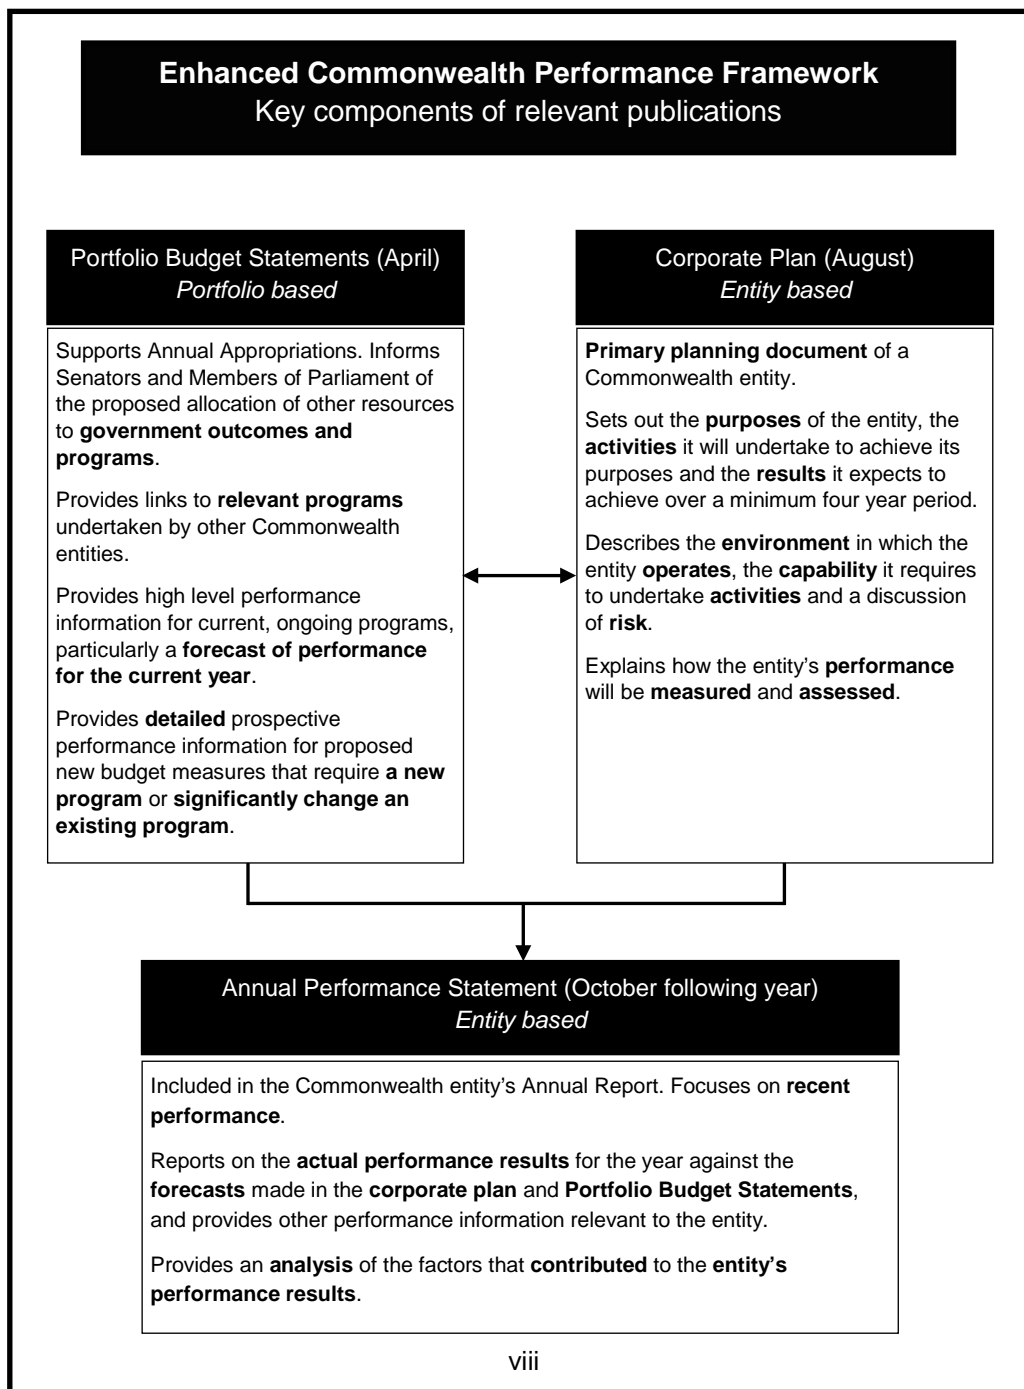 Enhanced Commonwealth Performance Framework
Key components of relevant publications
Portfolio Budget Statements (April)
Portfolio based
Supports Annual Appropriations. Informs
Senators and Members of Parliament of
the proposed allocation of other resources
to government outcomes and
programs.
Provides links to relevant programs
undertaken by other Commonwealth
entities.
Provides high level performance
information for current, ongoing programs,
particularly a forecast of performance
for the current year.
Provides detailed prospective
performance information for proposed
new budget measures that require a new
program or significantly change an
existing program.
Corporate Plan (August)
Entity based
Primary planning document of a
Commonwealth entity.
Sets out the purposes of the entity, the
activities it will undertake to achieve its
purposes and the results it expects to
achieve over a minimum four year period.
Describes the environment in which the
entity operates, the capability it requires
to undertake activities and a discussion
of risk.
Explains how the entity’s performance
will be measured and assessed.
Annual Performance Statement (October following year)
Entity based
Included in the Commonwealth entity’s Annual Report. Focuses on recent
performance.
Reports on the actual performance results for the year against the
forecasts made in the corporate plan and Portfolio Budget Statements,
and provides other performance information relevant to the entity.
Provides an analysis of the factors that contributed to the entity’s
performance results.
viii